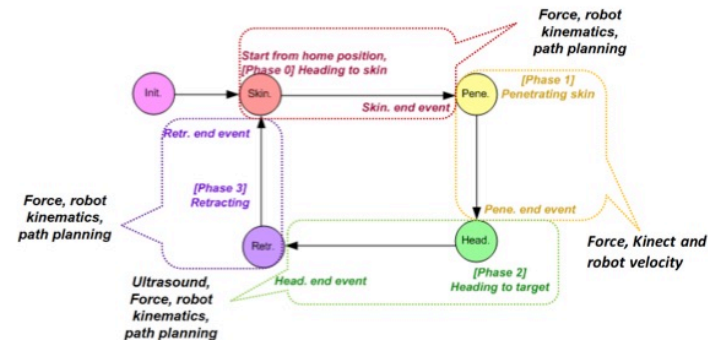 Force, robot
kinematics,
path planning
Start from home position,
[Phase 0] Heading to skin
Init.
Skin.
Skin. end event
Pene.
[Phase 1]
Penetrating skin
Retr. end event
[Phase 3]
Retracting
Force, robot
kinematics,
path planning
Pene. end event
Force, Kinect and
robot velocity
Retr.
Head.
Head. end event
[Phase 2]
Heading to target
Ultrasound,
Force, robot
kinematics,
path planning